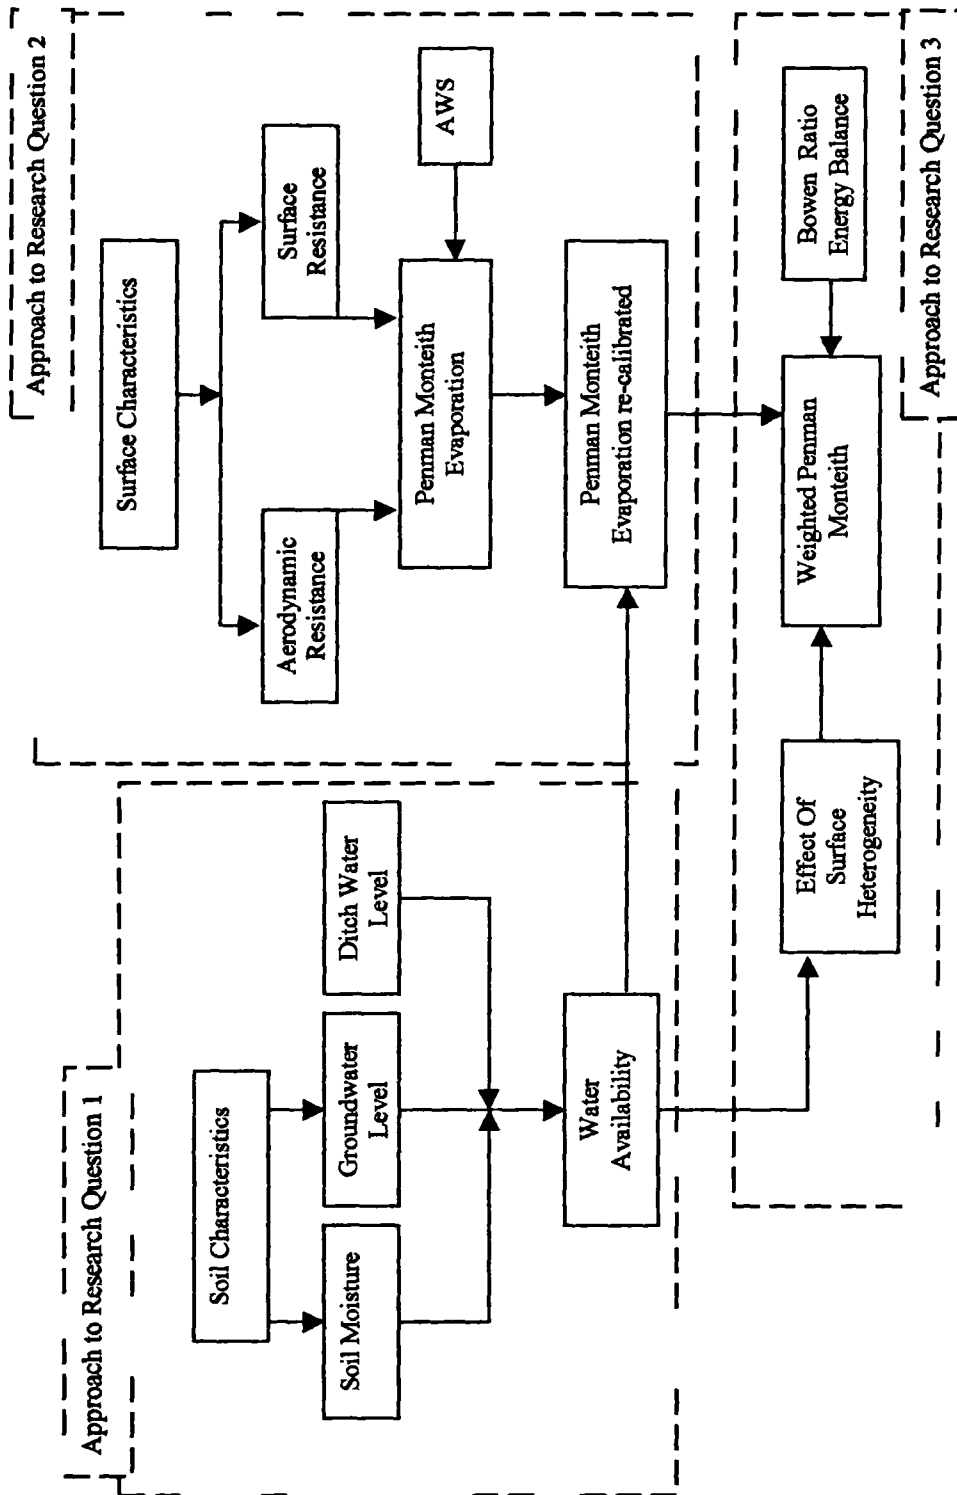 Approach to Research Question 1
Soil Characteristics
Soil Moisture
Groundwater
Level
Ditch Water
Level
Water
Availability
Approach to Research Question 2
Surface Characteristics
Aerodynamic
Resistance
Surface
Resistance
Penman Monteith
Evaporation
AWS
Penman Monteith
Evaporation re-calibrated
Effect Of
Surface
Heterogeneity
Weighted Penman
Monteith
Bowen Ratio
Energy Balance
Approach to Research Question 3